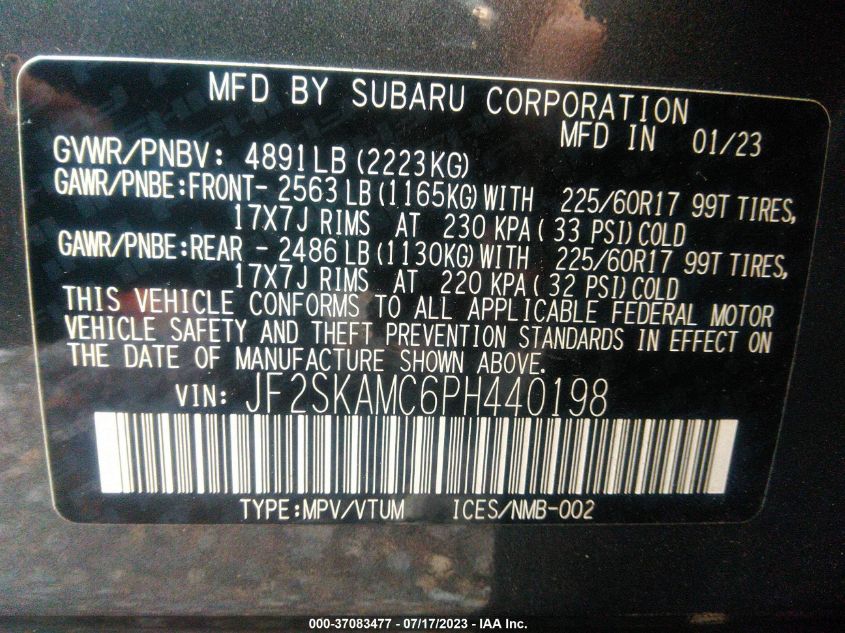 MFD BY SUBARU CORPORATION
MFD IN 01/23
GVWR/PNBV: 4891 LB (2223KG)
GAWR/PNBE:FRONT- 2563 LB (1165KG) WITH 225/60R17 99T TIRES,
17X7J RIMS AT 230 KPA ( 33 PSI) COLD
GAWR/PNBE:REAR - 2486 LB (1130KG) WITH 225/60R17 99T TIRES,
17X7J RIMS AT 220 KPA ( 32 PSI) COLD
THIS VEHICLE CONFORMS TO ALL APPLICABLE FEDERAL MOTOR
VEHICLE SAFETY AND THEFT PREVENTION STANDARDS IN EFFECT ON
THE DATE OF MANUFACTURE SHOWN ABOVE.
VIN: JF2SKAMC6PH440198
TYPE:MPV/VTUM ICES/NMB-002
000-37083477 - 07/17/2023 - IAA Inc.